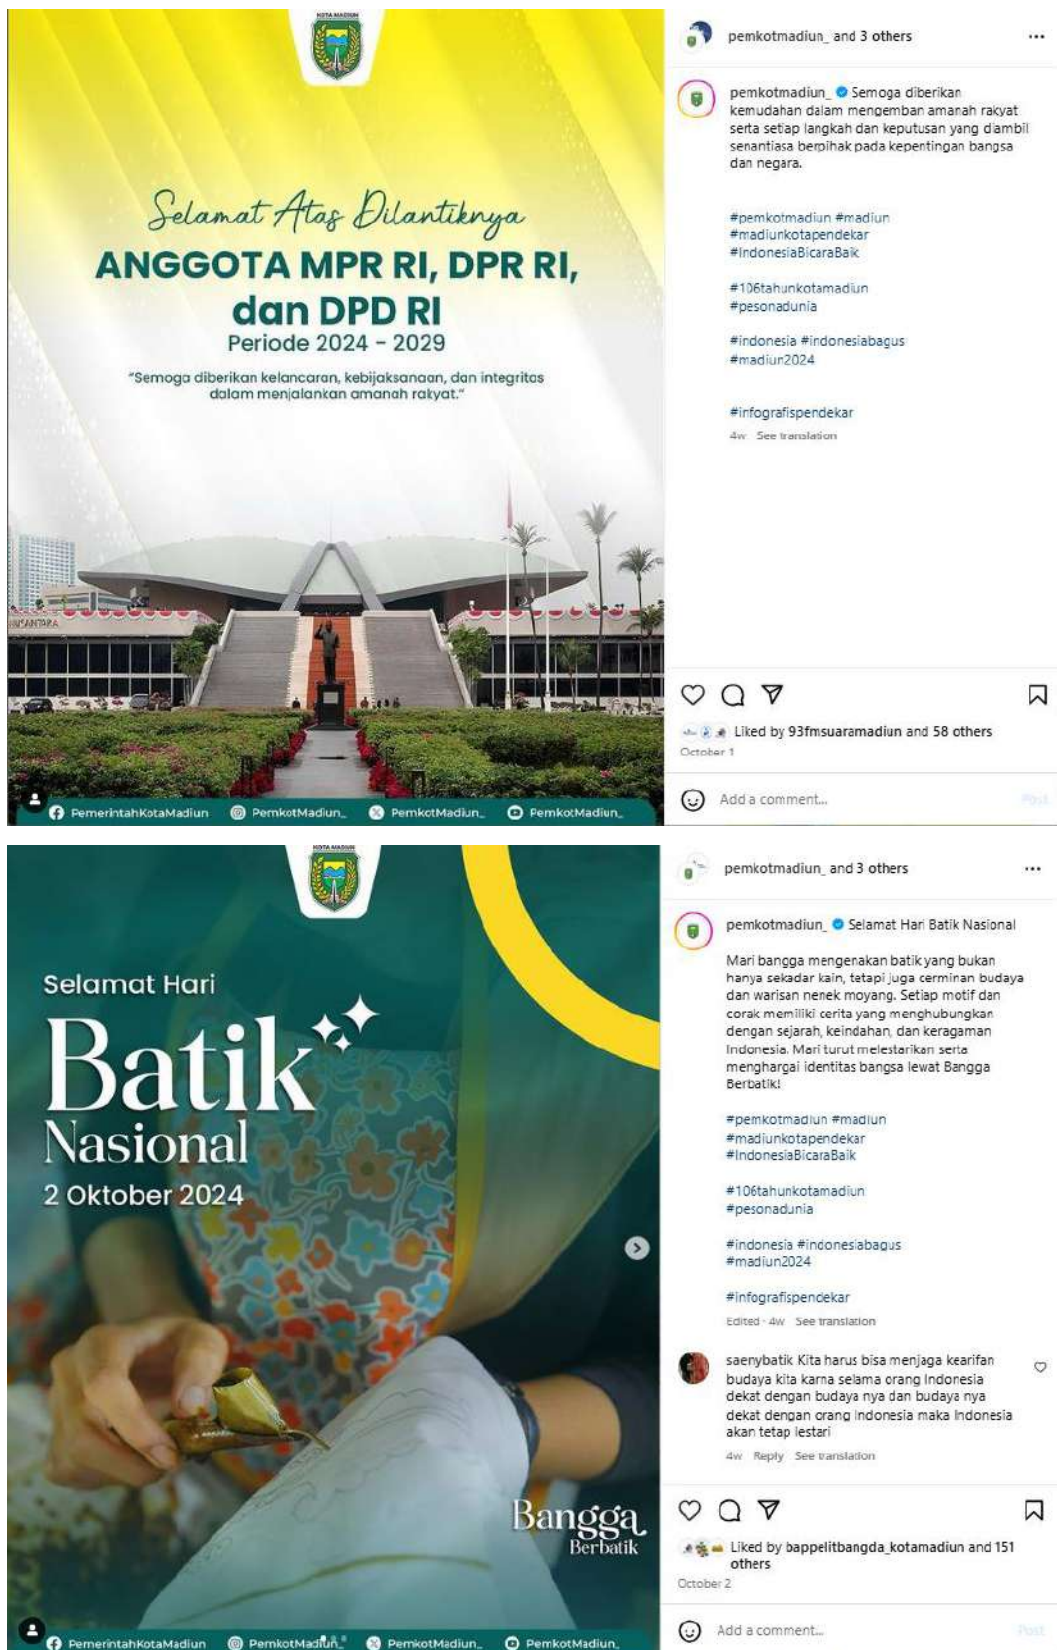 KOTA MADIUN
Selamat Atas Dilantiknya
ANGGOTA MPR RI, DPR RI,
dan DPD RI
Periode 2024 - 2029
"Semoga diberikan kelancaran, kebijaksanaan, dan integritas
dalam menjalankan amanah rakyat."
NUSANTARA
PemerintahKotaMadiun PemkotMadiun_ PemkotMadiun_ PemkotMadiun_
pemkotmadiun_ and 3 others
pemkotmadiun_ Semoga diberikan
kemudahan dalam mengemban amanah rakyat
serta setiap langkah dan keputusan yang diambil
senantiasa berpihak pada kepentingan bangsa
dan negara.
#pemkotmadiun #madiun
#madiunkotapendekar
#IndonesiaBicaraBaik
#106tahunkotamadiun
#pesonadunia
#indonesia #indonesiabagus
#madiun2024
#infografispendekar
4w See translation
Liked by 93fmsuaramadiun and 58 others
October 1
Add a comment...
Post
KOTA MADIUN
Selamat Hari
Batik
Nasional
2 Oktober 2024
Bangga
Berbatik
PemerintahKotaMadiun PemkotMadiun_ PemkotMadiun_ PemkotMadiun_
pemkotmadiun_ and 3 others
pemkotmadiun_ Selamat Hari Batik Nasional
Mari bangga mengenakan batik yang bukan
hanya sekadar kain, tetapi juga cerminan budaya
dan warisan nenek moyang. Setiap motif dan
corak memiliki cerita yang menghubungkan
dengan sejarah, keindahan, dan keragaman
Indonesia. Mari turut melestarikan serta
menghargai identitas bangsa lewat Bangga
Berbatik!
#pemkotmadiun #madiun
#madiunkotapendekar
#IndonesiaBicaraBaik
#106tahunkotamadiun
#pesonadunia
#indonesia #indonesiabagus
#madiun2024
#infografispendekar
Edited · 4w See translation
saenybatik Kita harus bisa menjaga kearifan
budaya kita karna selama orang Indonesia
dekat dengan budaya nya dan budaya nya
dekat dengan orang Indonesia maka Indonesia
akan tetap lestari
4w Reply See translation
Liked by bappelitbangda_kotamadiun and 151
others
October 2
Add a comment...
Post